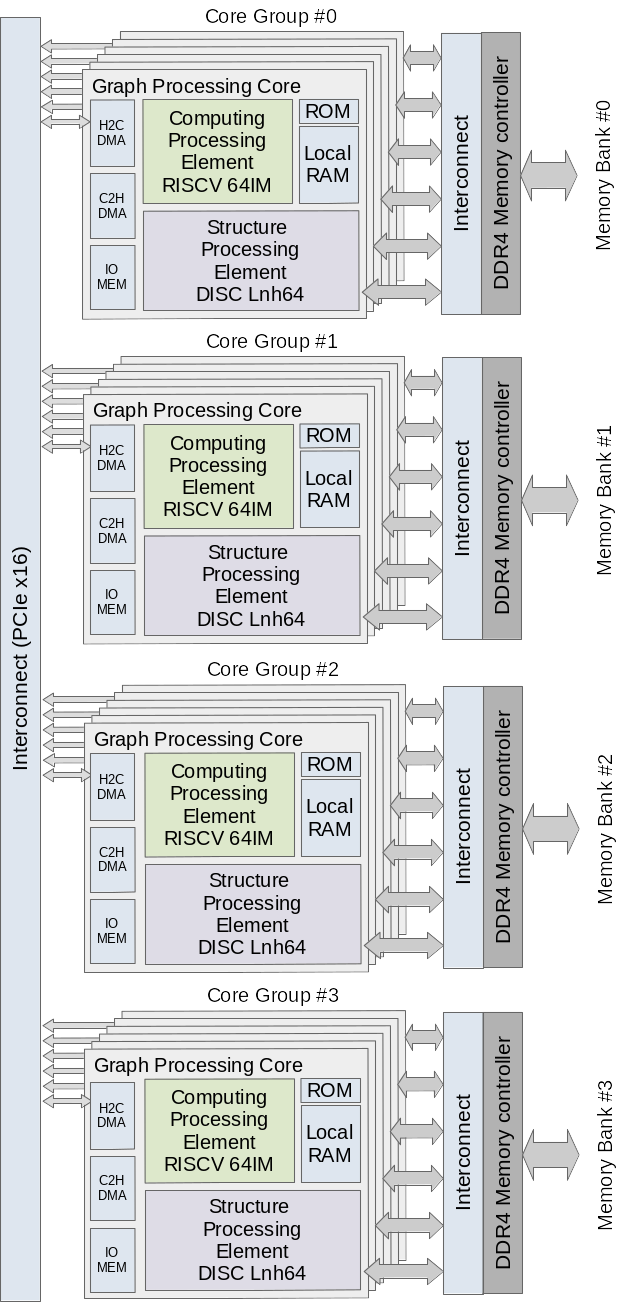 Interconnect (PCIe x16)
Core Group #0
Graph Processing Core
H2C
DMA
C2H
DMA
IO
MEM
Computing
Processing
Element
RISCV 64IM
ROM
Local
RAM
Structure
Processing
Element
DISC Lnh64
Interconnect
DDR4 Memory controller
Memory Bank #0
Core Group #1
Graph Processing Core
H2C
DMA
C2H
DMA
IO
MEM
Computing
Processing
Element
RISCV 64IM
ROM
Local
RAM
Structure
Processing
Element
DISC Lnh64
Interconnect
DDR4 Memory controller
Memory Bank #1
Core Group #2
Graph Processing Core
H2C
DMA
C2H
DMA
IO
MEM
Computing
Processing
Element
RISCV 64IM
ROM
Local
RAM
Structure
Processing
Element
DISC Lnh64
Interconnect
DDR4 Memory controller
Memory Bank #2
Core Group #3
Graph Processing Core
H2C
DMA
C2H
DMA
IO
MEM
Computing
Processing
Element
RISCV 64IM
ROM
Local
RAM
Structure
Processing
Element
DISC Lnh64
Interconnect
DDR4 Memory controller
Memory Bank #3